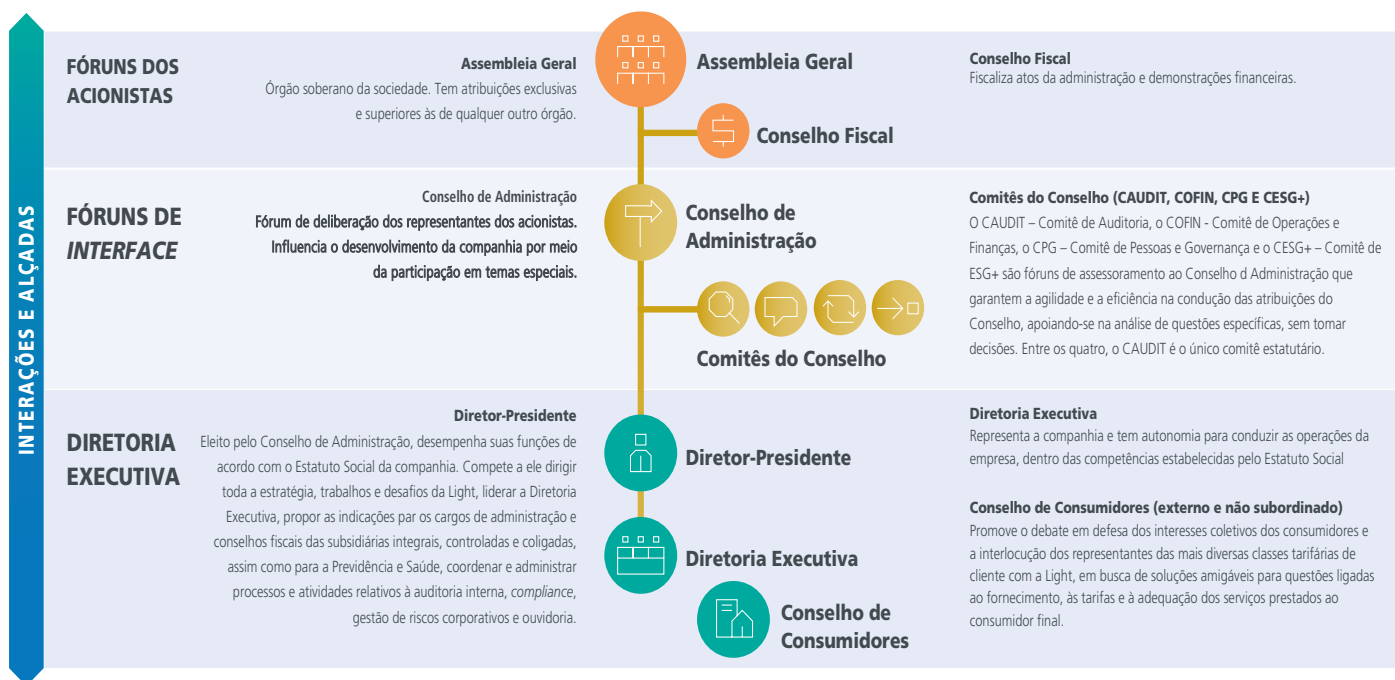 INTERAÇÕES E ALÇADAS
FÓRUNS DOS
ACIONISTAS
Assembleia Geral
Órgão soberano da sociedade. Tem atribuições exclusivas
e superiores às de qualquer outro órgão.
Assembleia Geral
Conselho Fiscal
Conselho Fiscal
Fiscaliza atos da administração e demonstrações financeiras.
FÓRUNS DE
INTERFACE
Conselho de Administração
Fórum de deliberação dos representantes dos acionistas.
Influencia o desenvolvimento da companhia por meio
da participação em temas especiais.
Conselho de
Administração
Comitês do Conselho
Comitês do Conselho (CAUDIT, COFIN, CPG E CESG+)
O CAUDIT – Comitê de Auditoria, o COFIN - Comitê de Operações e
Finanças, o CPG – Comitê de Pessoas e Governança e o CESG+ – Comitê de
ESG+ são fóruns de assessoramento ao Conselho d Administração que
garantem a agilidade e a eficiência na condução das atribuições do
Conselho, apoiando-se na análise de questões específicas, sem tomar
decisões. Entre os quatro, o CAUDIT é o único comitê estatutário.
DIRETORIA
EXECUTIVA
Diretor-Presidente
Eleito pelo Conselho de Administração, desempenha suas funções de
acordo com o Estatuto Social da companhia. Compete a ele dirigir
toda a estratégia, trabalhos e desafios da Light, liderar a Diretoria
Executiva, propor as indicações par os cargos de administração e
conselhos fiscais das subsidiárias integrais, controladas e coligadas,
assim como para a Previdência e Saúde, coordenar e administrar
processos e atividades relativos à auditoria interna, compliance,
gestão de riscos corporativos e ouvidoria.
Diretor-Presidente
Diretoria Executiva
Conselho de
Consumidores
Diretoria Executiva
Representa a companhia e tem autonomia para conduzir as operações da
empresa, dentro das competências estabelecidas pelo Estatuto Social
Conselho de Consumidores (externo e não subordinado)
Promove o debate em defesa dos interesses coletivos dos consumidores e
a interlocução dos representantes das mais diversas classes tarifárias de
cliente com a Light, em busca de soluções amigáveis para questões ligadas
ao fornecimento, às tarifas e à adequação dos serviços prestados ao
consumidor final.